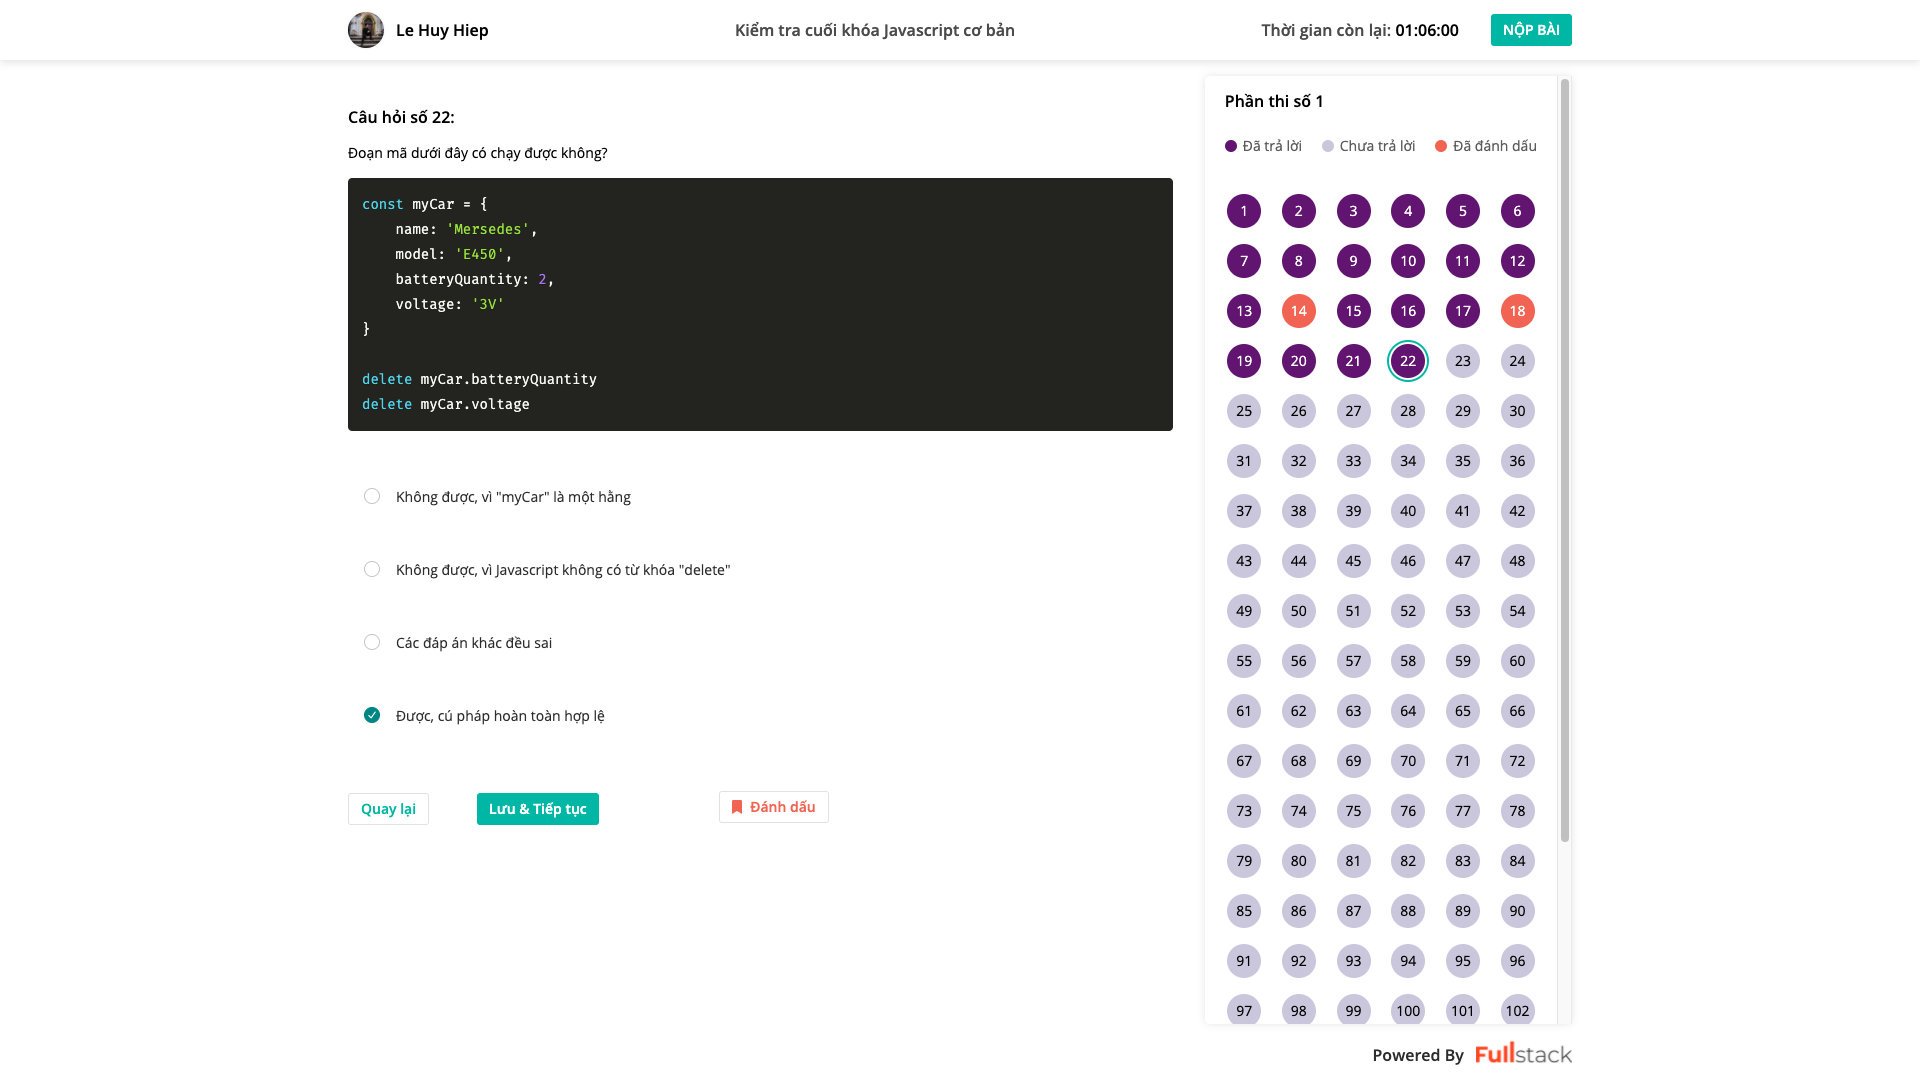 Le Huy Hiep
Kiểm tra cuối khóa Javascript cơ bản
Thời gian còn lại: 01:06:00
NỘP BÀI
Câu hỏi số 22:
Đoạn mã dưới đây có chạy được không?
const myCar = {
    name: 'Mersedes',
    model: 'E450',
    batteryQuantity: 2,
    voltage: '3V'
}
delete myCar.batteryQuantity
delete myCar.voltage
Không được, vì "myCar" là một hằng
Không được, vì Javascript không có từ khóa "delete"
Các đáp án khác đều sai
Được, cú pháp hoàn toàn hợp lệ
Quay lại
Lưu & Tiếp tục
Đánh dấu
Phần thi số 1
Đã trả lời Chưa trả lời Đã đánh dấu
1 2 3 4 5 6
7 8 9 10 11 12
13 14 15 16 17 18
19 20 21 22 23 24
25 26 27 28 29 30
31 32 33 34 35 36
37 38 39 40 41 42
43 44 45 46 47 48
49 50 51 52 53 54
55 56 57 58 59 60
61 62 63 64 65 66
67 68 69 70 71 72
73 74 75 76 77 78
79 80 81 82 83 84
85 86 87 88 89 90
91 92 93 94 95 96
97 98 99 100 101 102
Powered By Fullstack